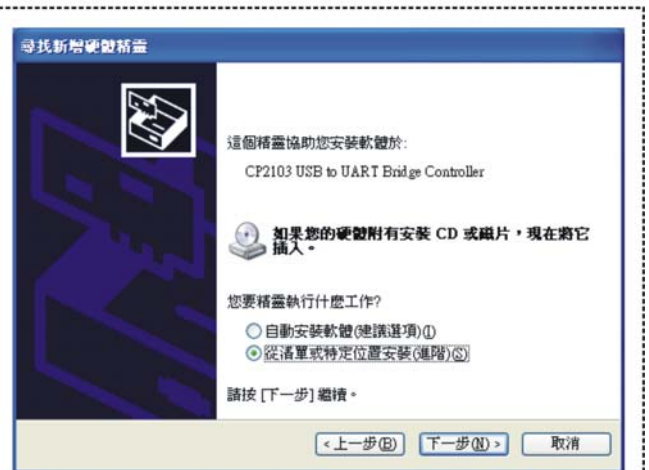 尋找新增硬體精靈
這個精靈協助您安裝軟體於:
CP2103 USB to UART Bridge Controller
如果您的硬體附有安裝 CD 或磁片，現在將它
插入。
您要精靈執行什麼工作?
自動安裝軟體(建議選項)(I)
從清單或特定位置安裝(進階)(S)
請按 [下一步] 繼續。
<上一步(B) 下一步(N)> 取消